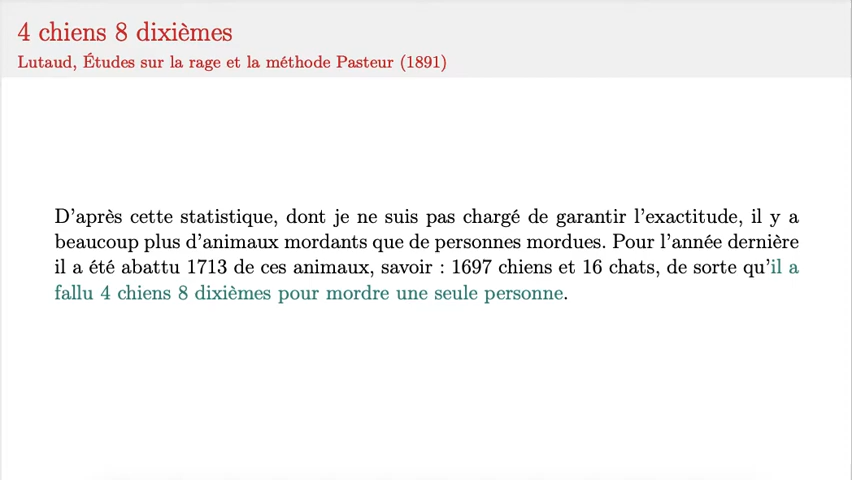 4 chiens 8 dixièmes
Lutaud, Études sur la rage et la méthode Pasteur (1891)
D'après cette statistique, dont je ne suis pas chargé de garantir l'exactitude, il y a
beaucoup plus d'animaux mordants que de personnes mordues. Pour l'année dernière
il a été abattu 1713 de ces animaux, savoir : 1697 chiens et 16 chats, de sorte qu'il a
fallu 4 chiens 8 dixièmes pour mordre une seule personne.